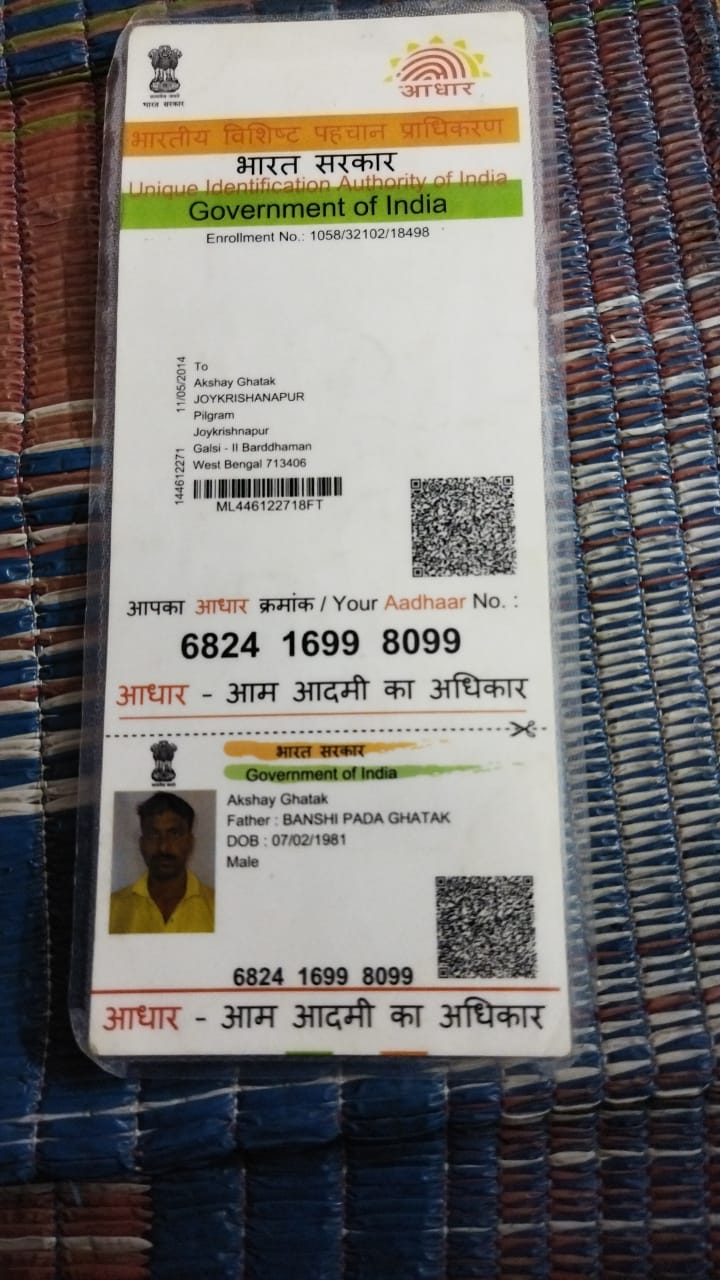 भारत सरकार
आधार
भारतीय विशिष्ट पहचान प्राधिकरण
भारत सरकार
Unique Identification Authority of India
Government of India
Enrollment No.: 1058/32102/18498
11/05/2014
To
Akshay Ghatak
JOYKRISHANAPUR
Pilgram
Joykrishnapur
Galsi - II Barddhaman
West Bengal 713406
144612271
ML446122718FT
आपका आधार क्रमांक / Your Aadhaar No. :
6824 1699 8099
आधार - आम आदमी का अधिकार
भारत सरकार
Government of India
Akshay Ghatak
Father : BANSHI PADA GHATAK
DOB : 07/02/1981
Male
6824 1699 8099
आधार - आम आदमी का अधिकार